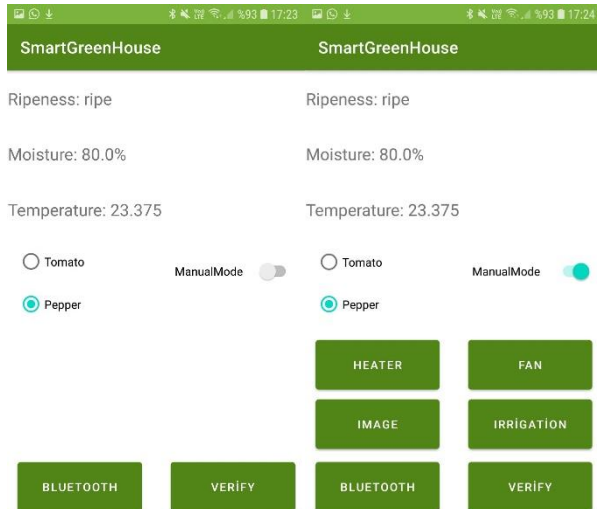 %93 17:23
SmartGreenHouse
Ripeness: ripe
Moisture: 80.0%
Temperature: 23.375
Tomato
ManualMode
Pepper
BLUETOOTH
VERİFY
%93 17:24
SmartGreenHouse
Ripeness: ripe
Moisture: 80.0%
Temperature: 23.375
Tomato
ManualMode
Pepper
HEATER
FAN
IMAGE
IRRİGATİON
BLUETOOTH
VERİFY